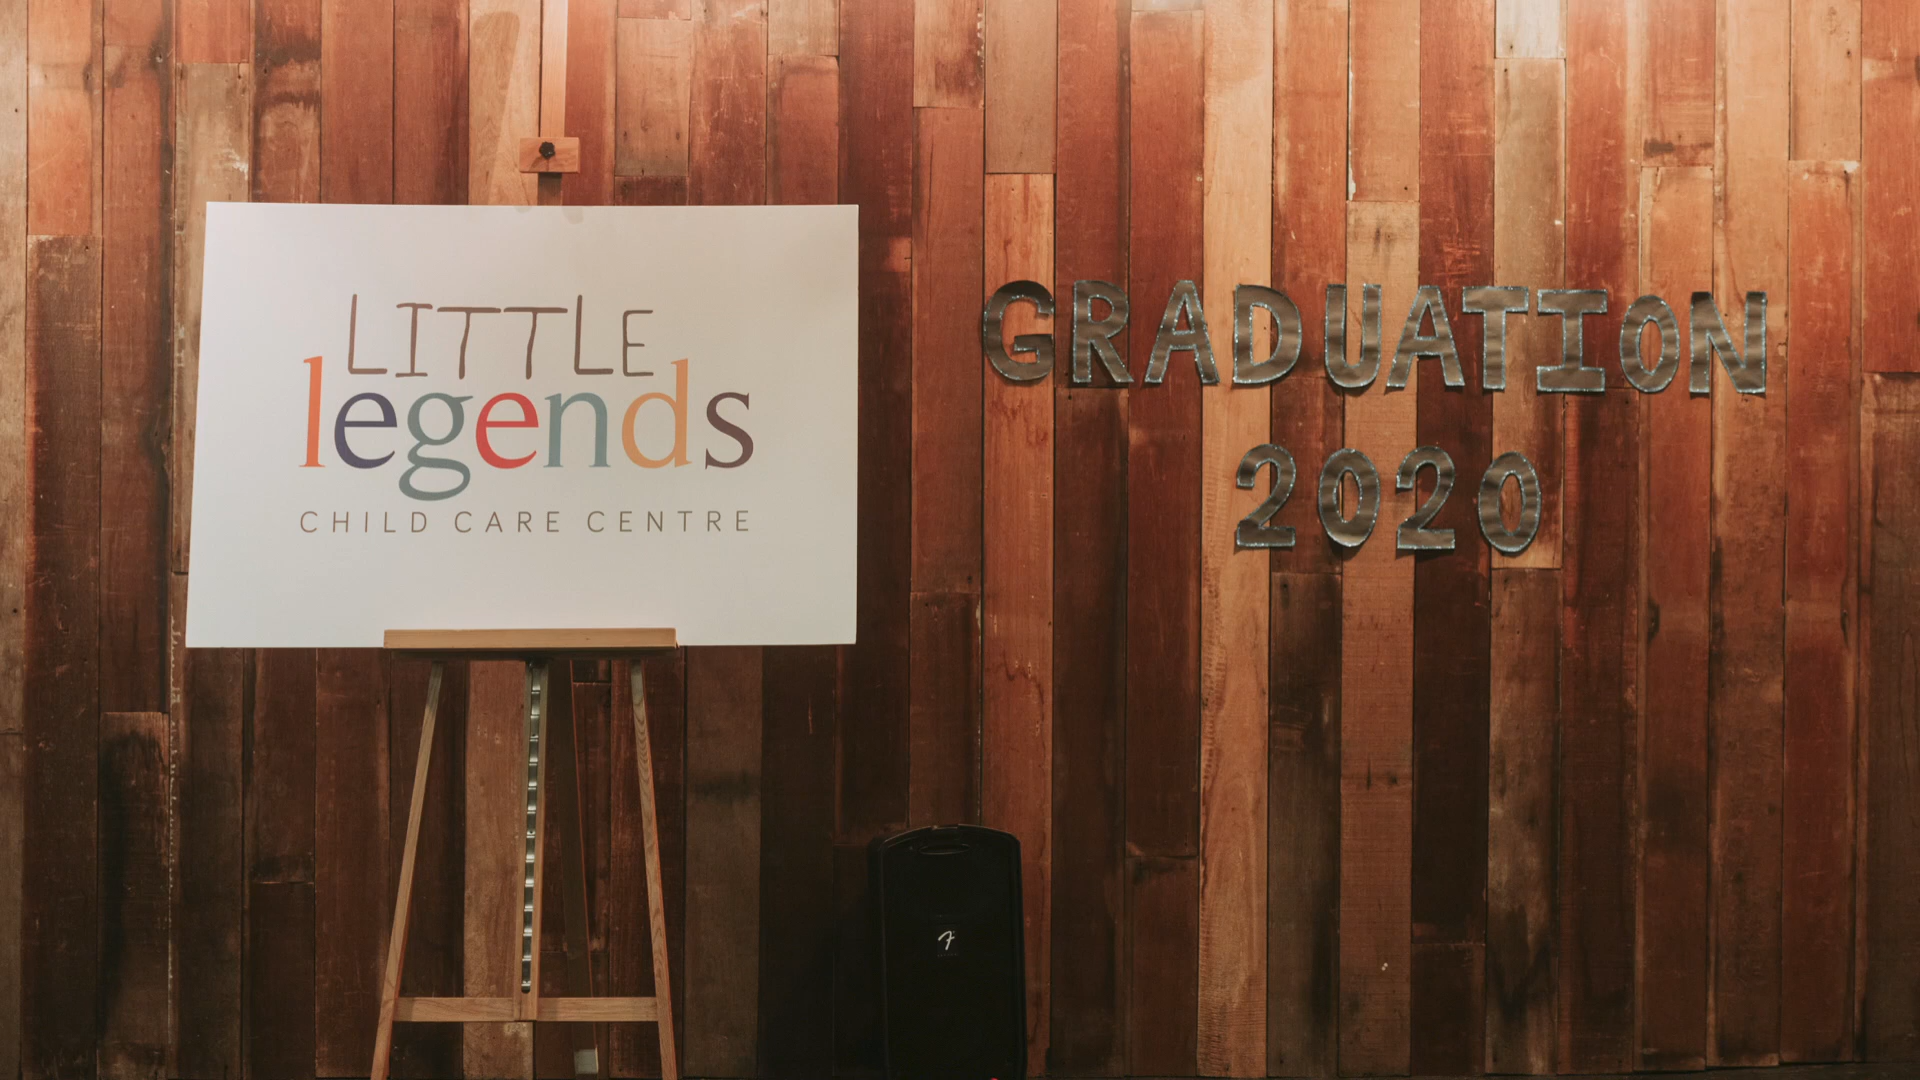 LITTLE
legends
CHILD CARE CENTRE
GRADUATION
2020